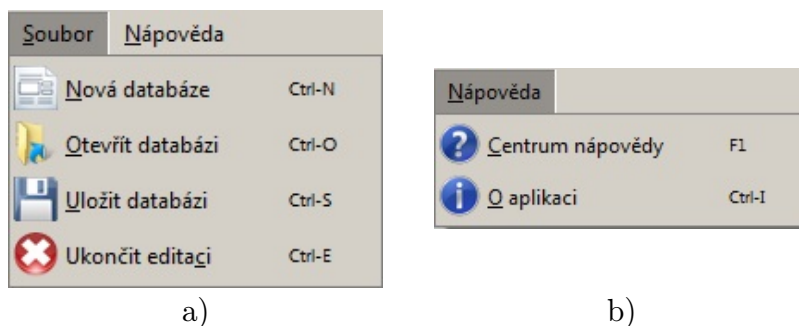 Soubor Nápověda
Nová databáze Ctrl-N
Otevřít databázi Ctrl-O
Uložit databázi Ctrl-S
Ukončit editaci Ctrl-E
a)
Nápověda
Centrum nápovědy F1
O aplikaci Ctrl-I
b)